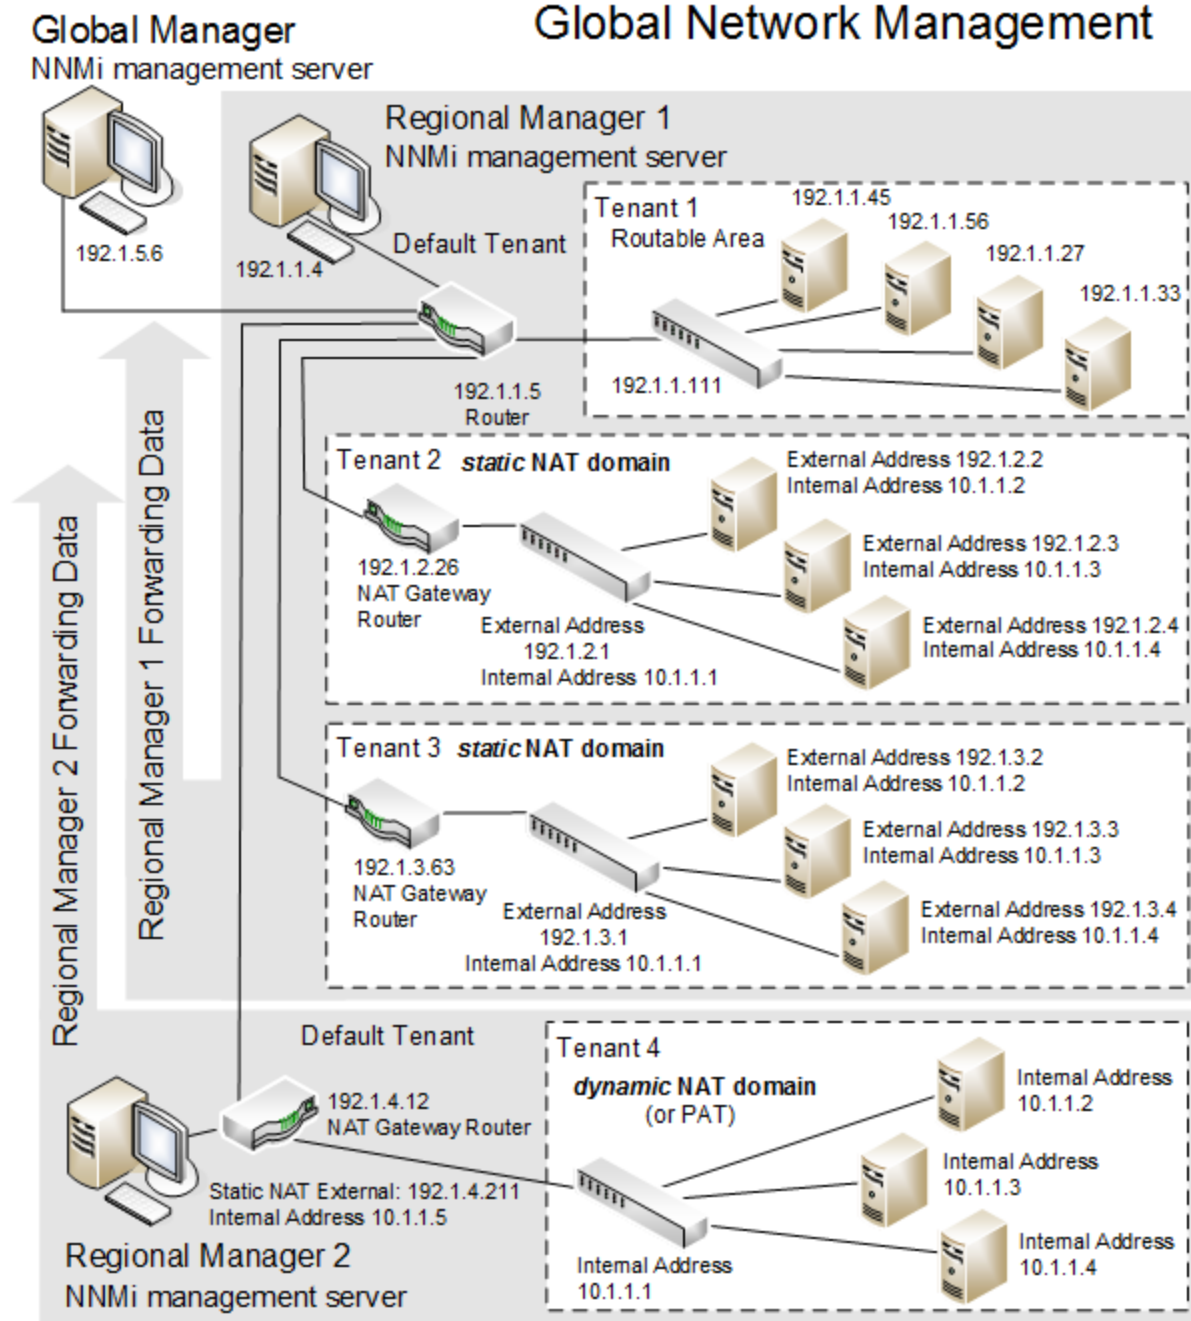 Global Network Management
Global Manager
NNMi management server
192.1.5.6
Regional Manager 1
NNMi management server
192.1.1.4
Default Tenant
192.1.1.5
Router
Tenant 1
Routable Area
192.1.1.45
192.1.1.56
192.1.1.27
192.1.1.33
192.1.1.111
Tenant 2 static NAT domain
192.1.2.26
NAT Gateway
Router
External Address
192.1.2.1
Internal Address 10.1.1.1
External Address 192.1.2.2
Internal Address 10.1.1.2
External Address 192.1.2.3
Internal Address 10.1.1.3
External Address 192.1.2.4
Internal Address 10.1.1.4
Tenant 3 static NAT domain
192.1.3.63
NAT Gateway
Router
External Address
192.1.3.1
Internal Address 10.1.1.1
External Address 192.1.3.2
Internal Address 10.1.1.2
External Address 192.1.3.3
Internal Address 10.1.1.3
External Address 192.1.3.4
Internal Address 10.1.1.4
Regional Manager 1 Forwarding Data
Regional Manager 2 Forwarding Data
Default Tenant
192.1.4.12
NAT Gateway Router
Static NAT External: 192.1.4.211
Internal Address 10.1.1.5
Regional Manager 2
NNMi management server
Tenant 4
dynamic NAT domain
(or PAT)
Internal Address
10.1.1.1
Internal Address
10.1.1.2
Internal Address
10.1.1.3
Internal Address
10.1.1.4